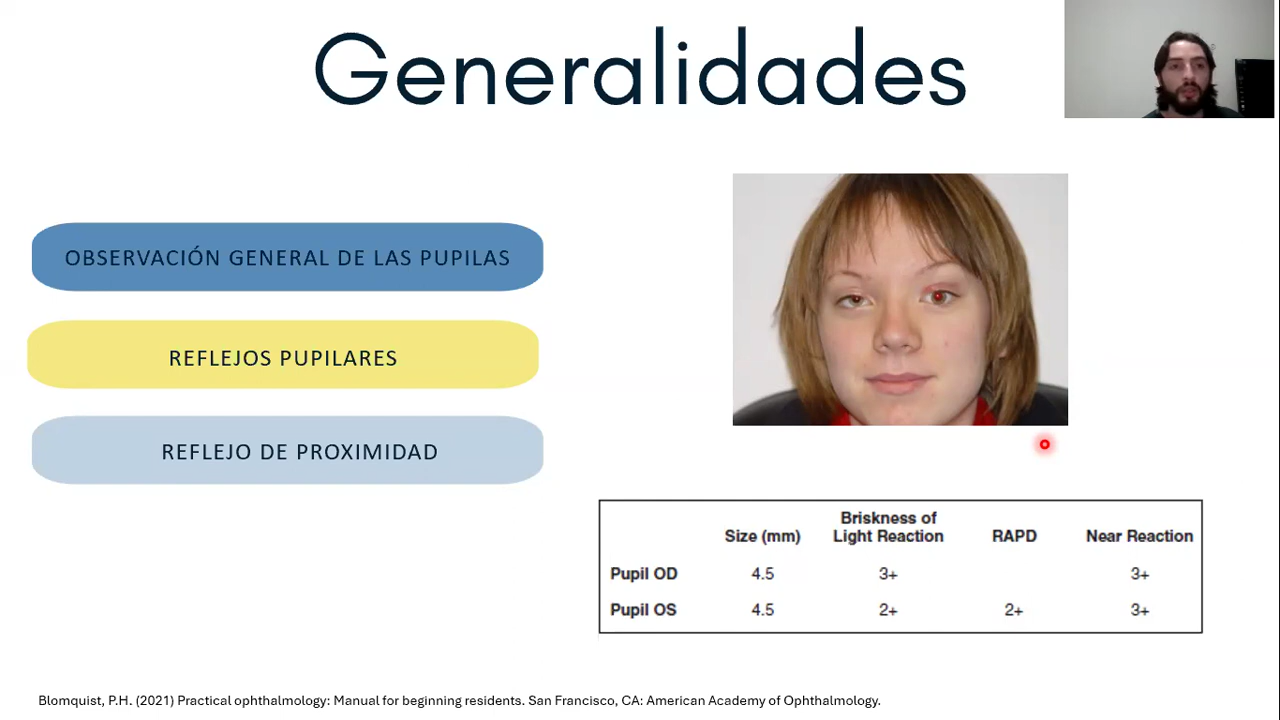 Generalidades
OBSERVACIÓN GENERAL DE LAS PUPILAS
REFLEJOS PUPILARES
REFLEJO DE PROXIMIDAD
Briskness of
Size (mm) Light Reaction RAPD Near Reaction
Pupil OD 4.5 3+ 3+
Pupil OS 4.5 2+ 2+ 3+
Blomquist, P.H. (2021) Practical ophthalmology: Manual for beginning residents. San Francisco, CA: American Academy of Ophthalmology.